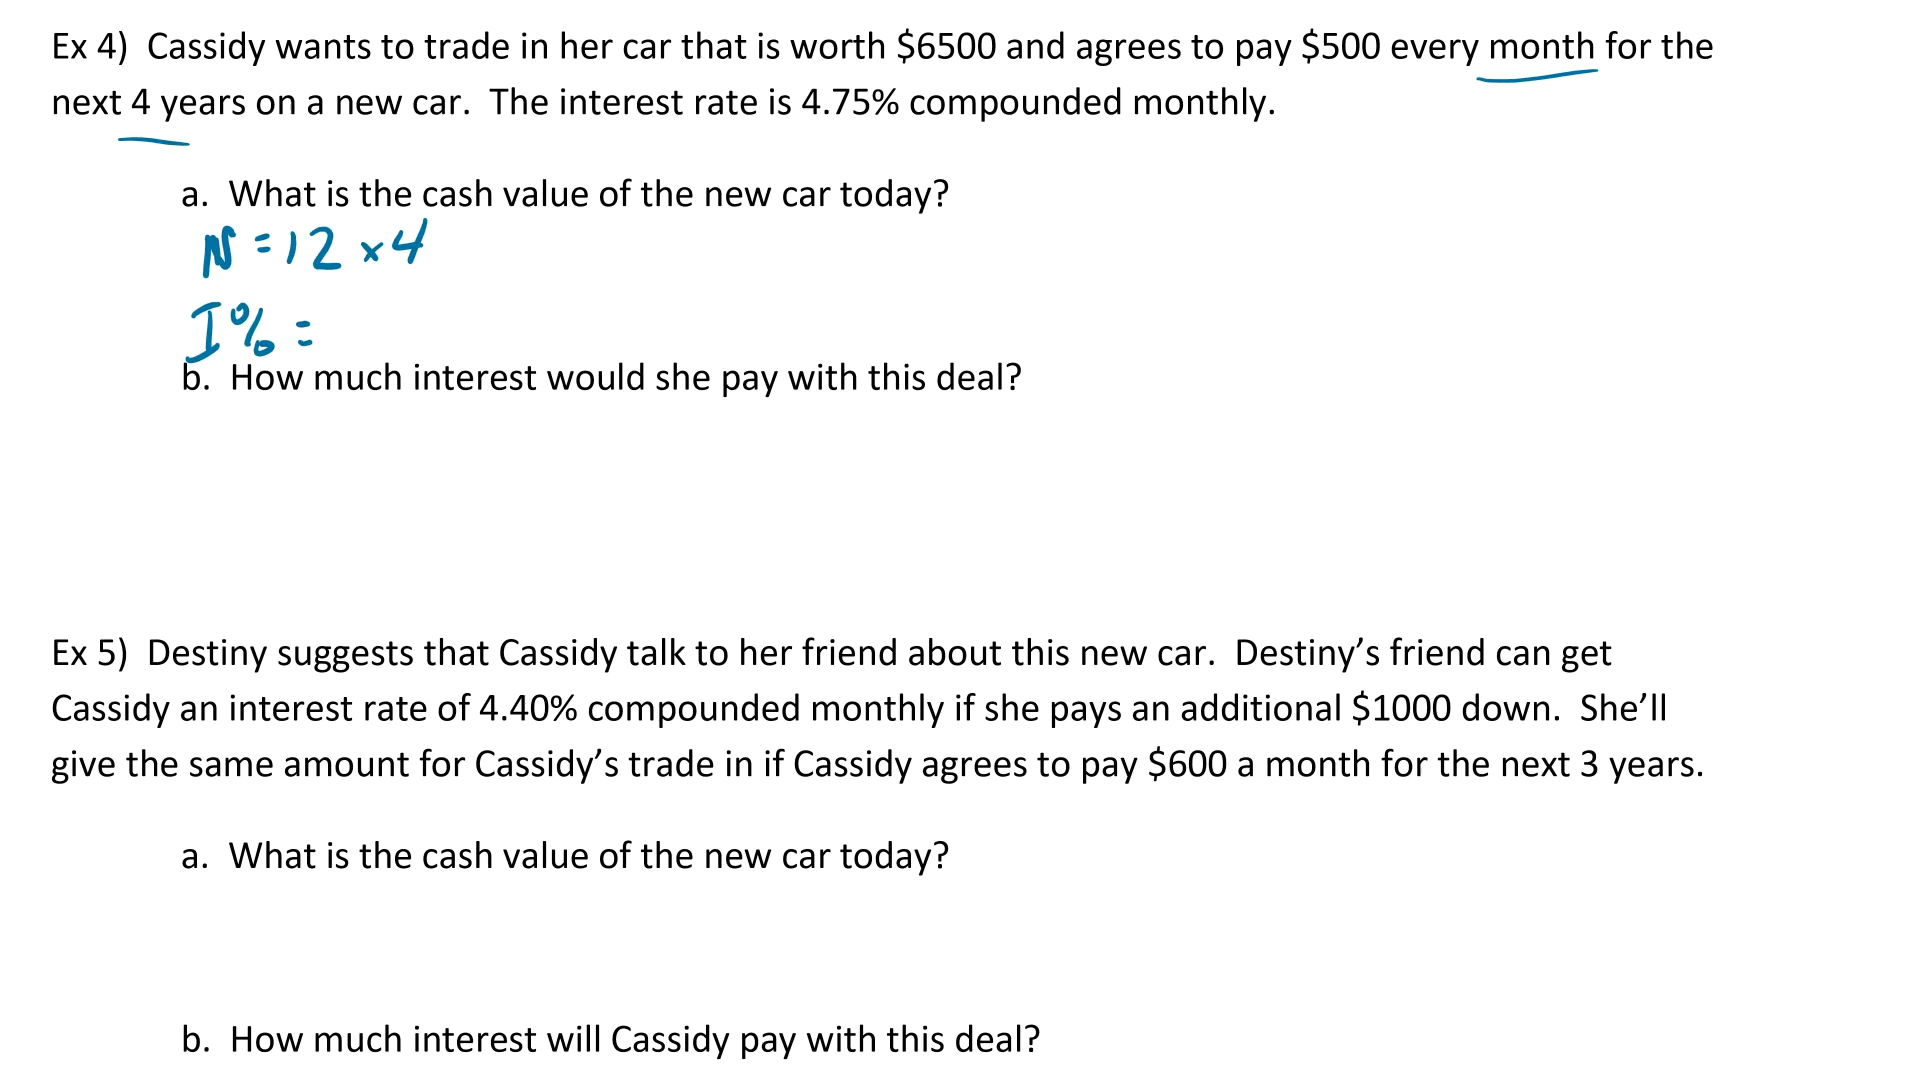 Ex 4)  Cassidy wants to trade in her car that is worth $6500 and agrees to pay $500 every month for the
next 4 years on a new car.  The interest rate is 4.75% compounded monthly.
a.  What is the cash value of the new car today?
N = 12 x 4
I% =
b.  How much interest would she pay with this deal?
Ex 5)  Destiny suggests that Cassidy talk to her friend about this new car.  Destiny’s friend can get
Cassidy an interest rate of 4.40% compounded monthly if she pays an additional $1000 down.  She’ll
give the same amount for Cassidy’s trade in if Cassidy agrees to pay $600 a month for the next 3 years.
a.  What is the cash value of the new car today?
b.  How much interest will Cassidy pay with this deal?